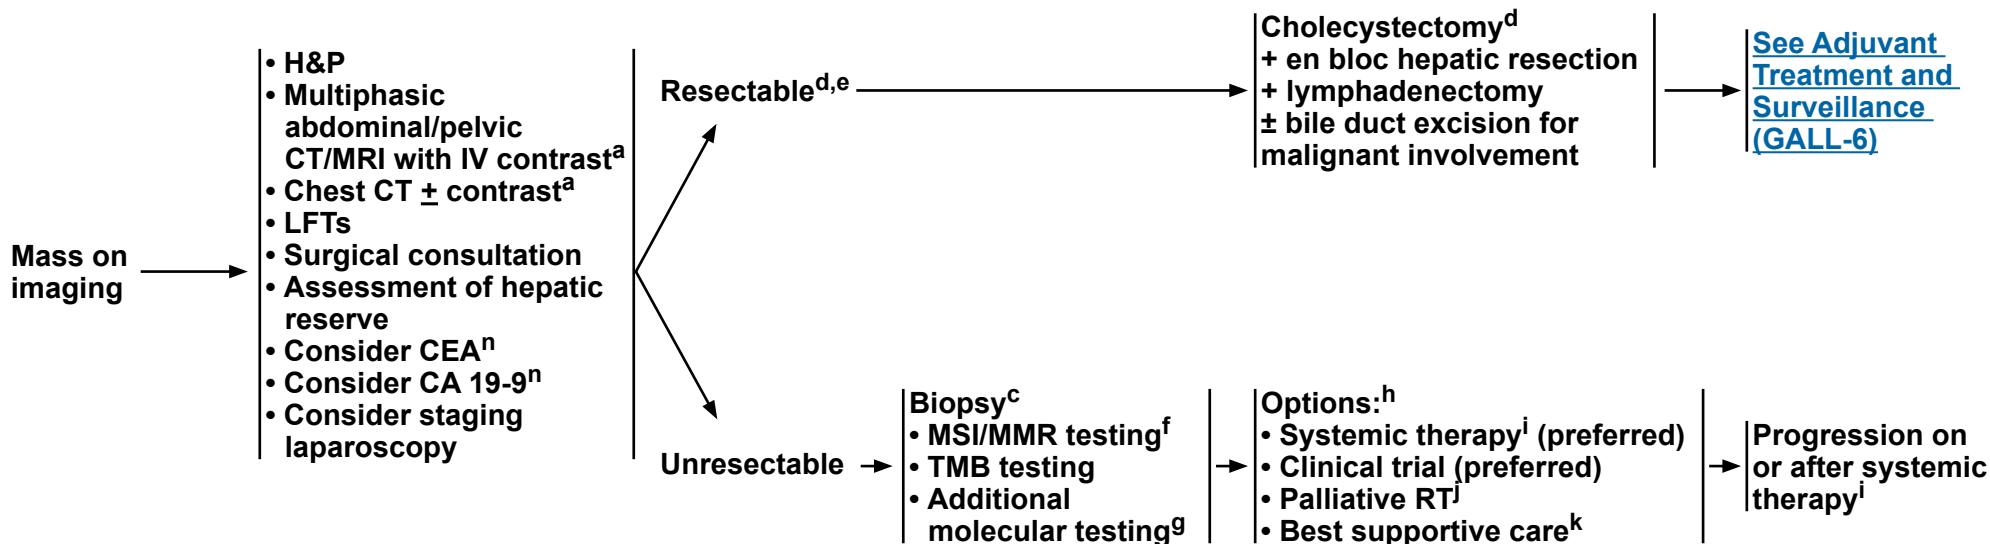 Mass on
imaging
• H&P
• Multiphasic
abdominal/pelvic
CT/MRI with IV contrastᵃ
• Chest CT ± contrastᵃ
• LFTs
• Surgical consultation
• Assessment of hepatic
reserve
• Consider CEAⁿ
• Consider CA 19-9ⁿ
• Consider staging
laparoscopy
Resectableᵈ,ᵉ
Cholecystectomyᵈ
+ en bloc hepatic resection
+ lymphadenectomy
± bile duct excision for
malignant involvement
See Adjuvant
Treatment and
Surveillance
(GALL-6)
Unresectable
Biopsyᶜ
• MSI/MMR testingᶠ
• TMB testing
• Additional
molecular testingᵍ
Options:ʰ
• Systemic therapyⁱ (preferred)
• Clinical trial (preferred)
• Palliative RTʲ
• Best supportive careᵏ
Progression on
or after systemic
therapyⁱ